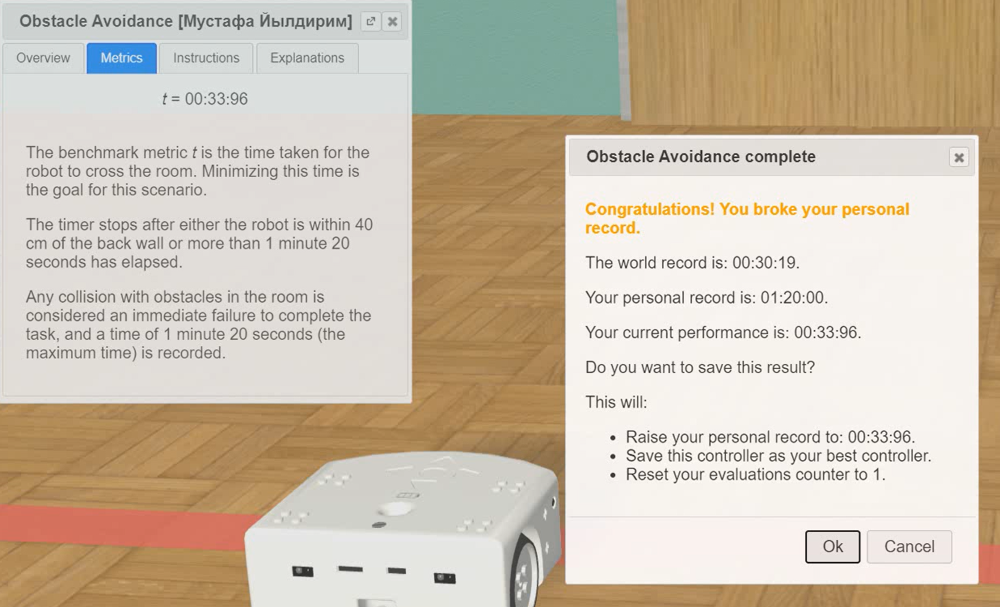 Obstacle Avoidance [Мустафа Йылдирим]
Overview
Metrics
Instructions
Explanations
t = 00:33:96
The benchmark metric t is the time taken for the
robot to cross the room. Minimizing this time is
the goal for this scenario.
The timer stops after either the robot is within 40
cm of the back wall or more than 1 minute 20
seconds has elapsed.
Any collision with obstacles in the room is
considered an immediate failure to complete the
task, and a time of 1 minute 20 seconds (the
maximum time) is recorded.
Obstacle Avoidance complete
Congratulations! You broke your personal
record.
The world record is: 00:30:19.
Your personal record is: 01:20:00.
Your current performance is: 00:33:96.
Do you want to save this result?
This will:
• Raise your personal record to: 00:33:96.
• Save this controller as your best controller.
• Reset your evaluations counter to 1.
Ok
Cancel